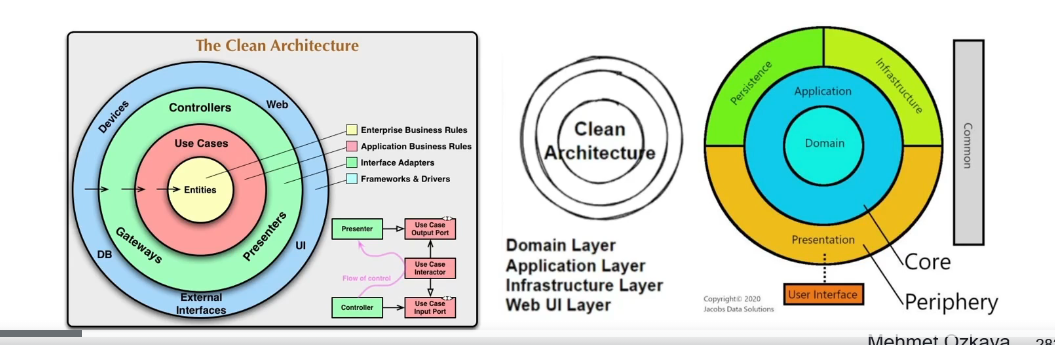 The Clean Architecture
Devices
Web
DB
UI
External
Interfaces
Controllers
Gateways
Presenters
Use Cases
Entities
Enterprise Business Rules
Application Business Rules
Interface Adapters
Frameworks & Drivers
Presenter
Use Case
Output Port
Use Case
Interactor
Flow of control
Controller
Use Case
Input Port
Clean
Architecture
Domain Layer
Application Layer
Infrastructure Layer
Web UI Layer
Persistence
Infrastructure
Application
Domain
Presentation
User Interface
Common
Core
Periphery
Copyright© 2020
Jacobs Data Solutions
Mehmet Ozkaya